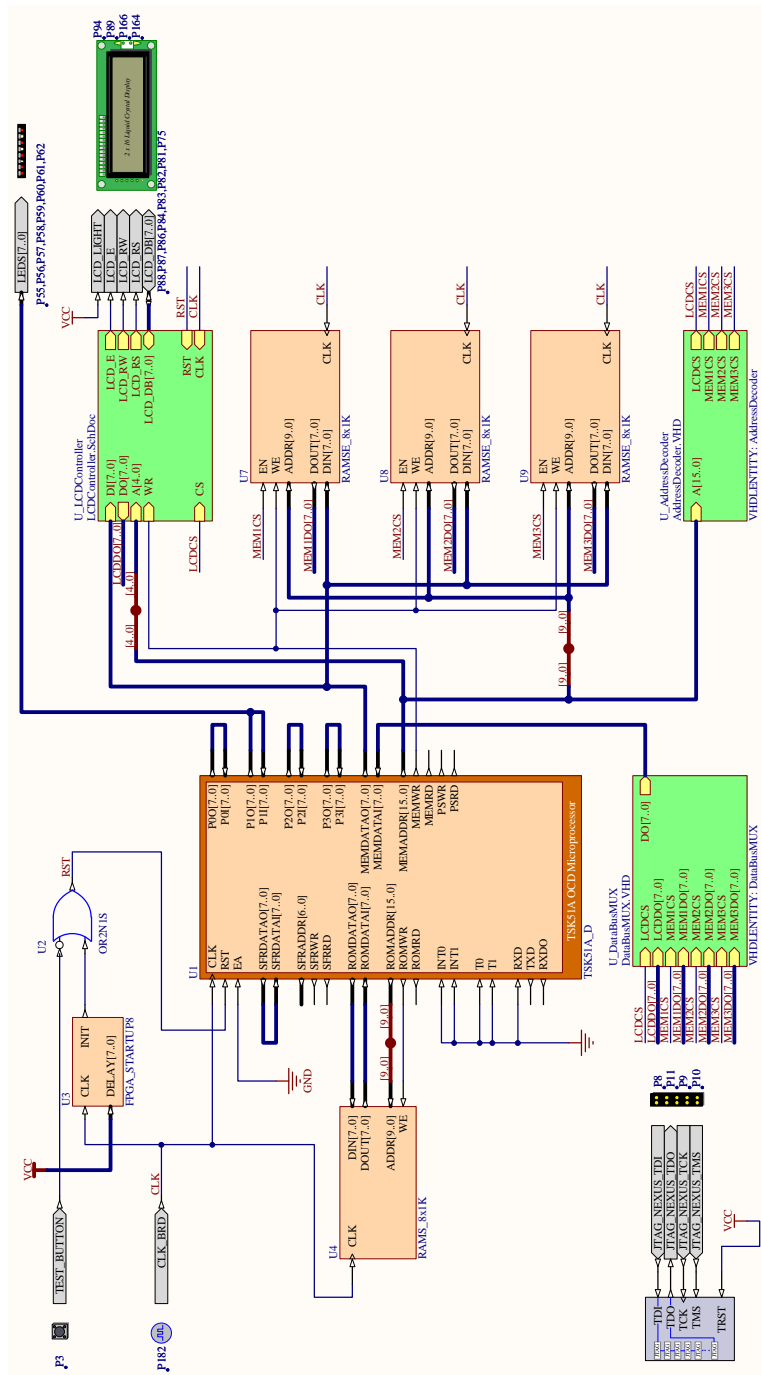 P94
P89
P166
P164
2 x 16 Liquid Crystal Display
LEDS[7..0]
P55,P56,P57,P58,P59,P60,P61,P62
LCD_LIGHT
LCD_E
LCD_RW
LCD_RS
LCD_DB[7..0]
P88,P87,P86,P84,P83,P82,P81,P75
VCC
RST
CLK
U_LCDController
LCDController.SchDoc
DI[7..0]
DO[7..0]
A[4..0]
WR
CS
LCD_E
LCD_RW
LCD_RS
LCD_DB[7..0]
RST
CLK
LCDDO[7..0]
[4..0]
[4..0]
LCDCS
U7
EN
WE
ADDR[9..0]
DOUT[7..0]
DIN[7..0]
CLK
RAMSE_8x1K
CLK
MEM1CS
MEM1DO[7..0]
U8
EN
WE
ADDR[9..0]
DOUT[7..0]
DIN[7..0]
CLK
RAMSE_8x1K
CLK
MEM2CS
MEM2DO[7..0]
U9
EN
WE
ADDR[9..0]
DOUT[7..0]
DIN[7..0]
CLK
RAMSE_8x1K
CLK
MEM3CS
MEM3DO[7..0]
[9..0]
[9..0]
U_AddressDecoder
AddressDecoder.VHD
A[15..0]
LCDCS
MEM1CS
MEM2CS
MEM3CS
LCDCS
MEM1CS
MEM2CS
MEM3CS
VHDLENTITY: AddressDecoder
RST
U2
OR2N1S
U3
CLK
INIT
DELAY[7..0]
FPGA_STARTUP8
VCC
TEST_BUTTON
P3
CLK_BRD
CLK
P182
U1
CLK
RST
EA
SFRDATAO[7..0]
SFRDATAI[7..0]
SFRADDR[6..0]
SFRWR
SFRRD
ROMDATAO[7..0]
ROMDATAI[7..0]
ROMADDR[15..0]
ROMWR
ROMRD
INT0
INT1
T0
T1
RXD
TXD
RXDO
P0O[7..0]
P0I[7..0]
P1O[7..0]
P1I[7..0]
P2O[7..0]
P2I[7..0]
P3O[7..0]
P3I[7..0]
MEMDATAO[7..0]
MEMDATAI[7..0]
MEMADDR[15..0]
MEMWR
MEMRD
PSWR
PSRD
TSK51A OCD Microprocessor
TSK51A_D
GND
[9..0]
[9..0]
U4
CLK
DIN[7..0]
DOUT[7..0]
ADDR[9..0]
WE
RAMS_8x1K
U_DataBusMUX
DataBusMUX.VHD
LCDCS
LCDDO[7..0]
MEM1CS
MEM1DO[7..0]
MEM2CS
MEM2DO[7..0]
MEM3CS
MEM3DO[7..0]
DO[7..0]
VHDLENTITY: DataBusMUX
LCDCS
LCDDO[7..0]
MEM1CS
MEM1DO[7..0]
MEM2CS
MEM2DO[7..0]
MEM3CS
MEM3DO[7..0]
P8
P11
P9
P10
JTAG_NEXUS_TDI
JTAG_NEXUS_TDO
JTAG_NEXUS_TCK
JTAG_NEXUS_TMS
VCC
TDI
TDO
TCK
TMS
TRST
JTAG
JTAG
JTAG
JTAG
JTAG
JTAG